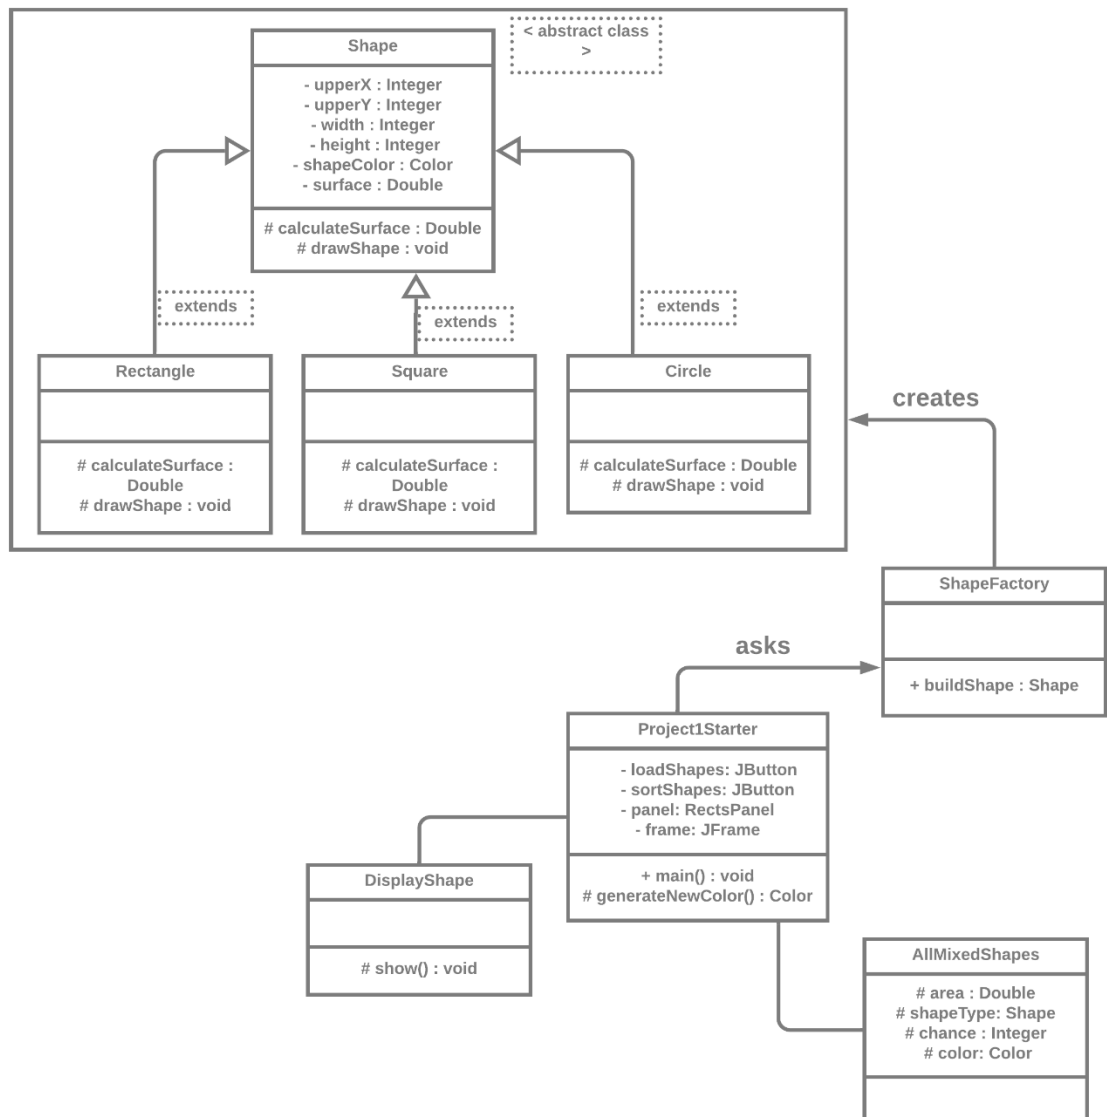 Shape
< abstract class
>
- upperX : Integer
- upperY : Integer
- width : Integer
- height : Integer
- shapeColor : Color
- surface : Double
# calculateSurface : Double
# drawShape : void
extends
extends
extends
Rectangle
# calculateSurface :
Double
# drawShape : void
Square
# calculateSurface :
Double
# drawShape : void
Circle
# calculateSurface : Double
# drawShape : void
creates
ShapeFactory
+ buildShape : Shape
asks
Project1Starter
- loadShapes: JButton
- sortShapes: JButton
- panel: RectsPanel
- frame: JFrame
+ main() : void
# generateNewColor() : Color
DisplayShape
# show() : void
AllMixedShapes
# area : Double
# shapeType: Shape
# chance : Integer
# color: Color